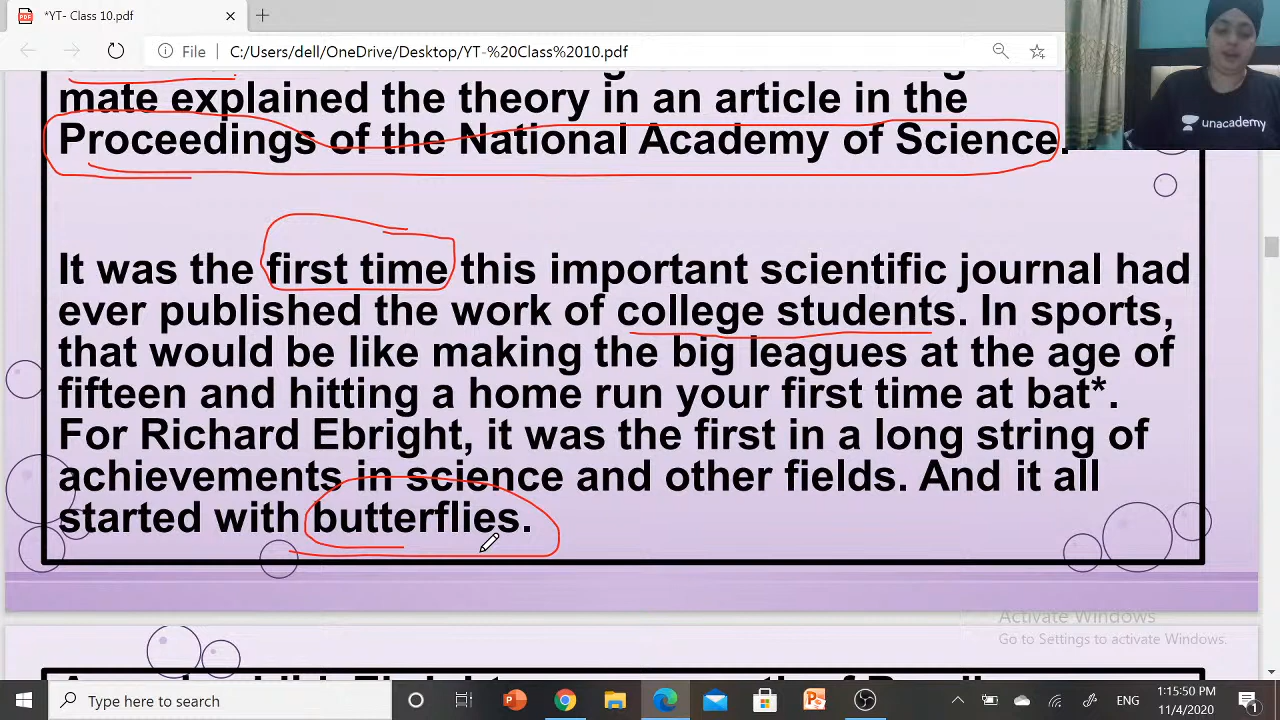 *YT- Class 10.pdf
File
C:/Users/dell/OneDrive/Desktop/YT-%20Class%2010.pdf
unacademy
mate explained the theory in an article in the
Proceedings of the National Academy of Science.
It was the first time this important scientific journal had
ever published the work of college students. In sports,
that would be like making the big leagues at the age of
fifteen and hitting a home run your first time at bat*.
For Richard Ebright, it was the first in a long string of
achievements in science and other fields. And it all
started with butterflies.
Activate Windows
Go to Settings to activate Windows.
Type here to search
ENG
1:15:50 PM
11/4/2020